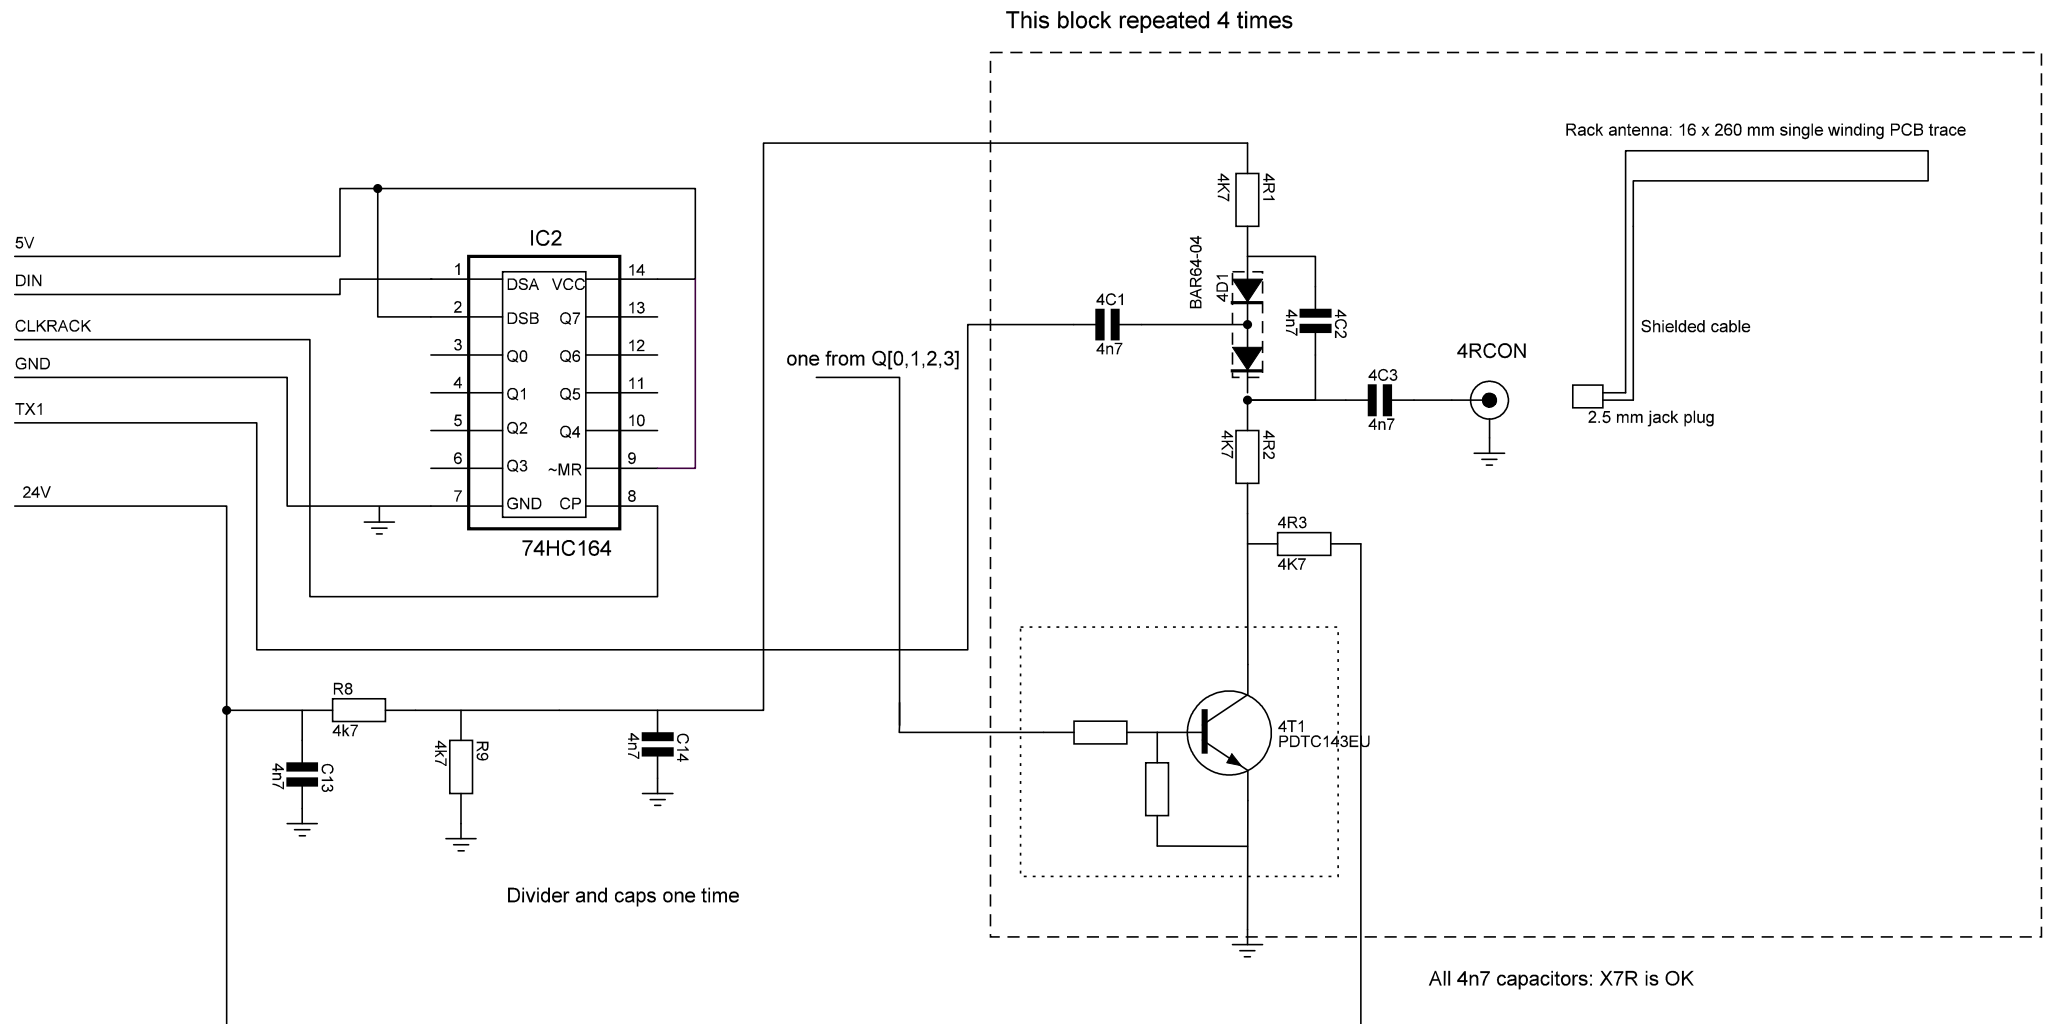 This block repeated 4 times
Rack antenna: 16 x 260 mm single winding PCB trace
4R1
4K7
5V
DIN
CLKRACK
GND
TX1
24V
IC2
1
2
3
4
5
6
7
DSA
DSB
Q0
Q1
Q2
Q3
GND
VCC
Q7
Q6
Q5
Q4
~MR
CP
14
13
12
11
10
9
8
74HC164
BAR64-04
4D1
4C1
4n7
4C2
4n7
one from Q[0,1,2,3]
4C3
4n7
4RCON
Shielded cable
2.5 mm jack plug
4R2
4K7
4R3
4K7
4T1
PDTC143EU
R8
4k7
R9
4k7
C13
4n7
C14
4n7
Divider and caps one time
All 4n7 capacitors: X7R is OK